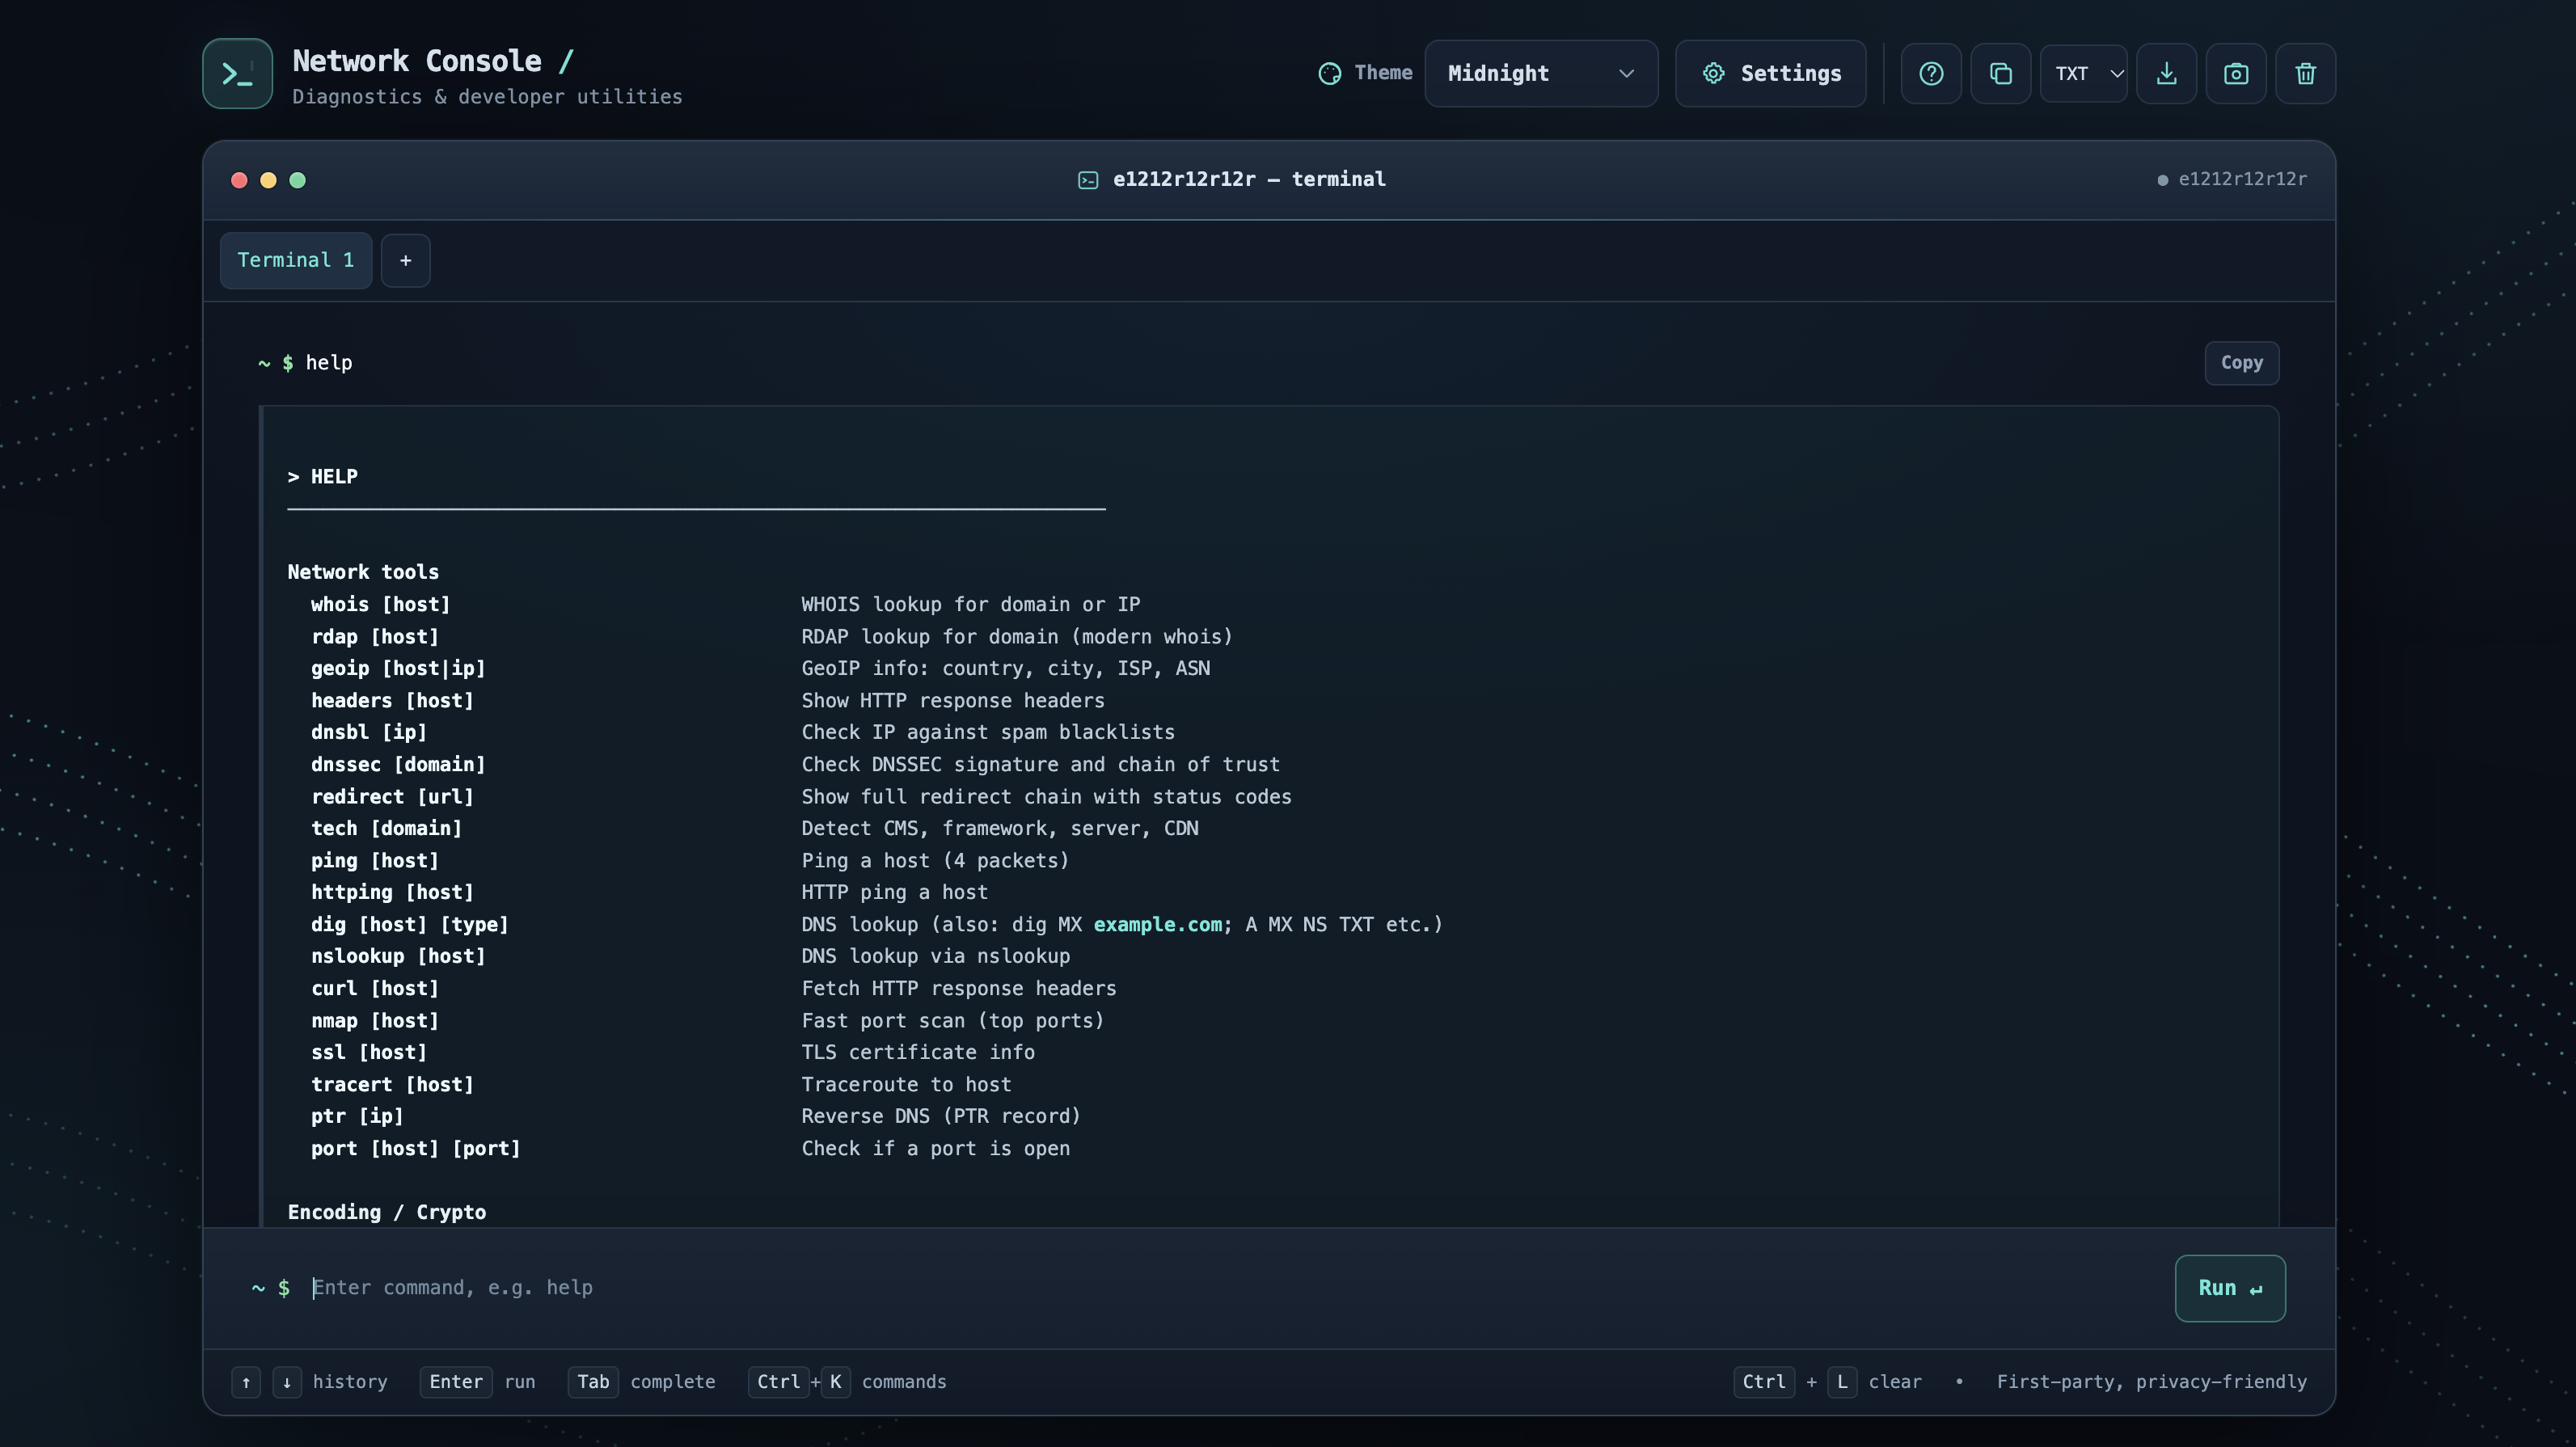 Network Console /
Diagnostics & developer utilities
Theme
Midnight
Settings
TXT
e1212r12r12r — terminal
e1212r12r12r
Terminal 1
+
~ $ help
Copy
> HELP
Network tools
whois [host] WHOIS lookup for domain or IP
rdap [host] RDAP lookup for domain (modern whois)
geoip [host|ip] GeoIP info: country, city, ISP, ASN
headers [host] Show HTTP response headers
dnsbl [ip] Check IP against spam blacklists
dnssec [domain] Check DNSSEC signature and chain of trust
redirect [url] Show full redirect chain with status codes
tech [domain] Detect CMS, framework, server, CDN
ping [host] Ping a host (4 packets)
httping [host] HTTP ping a host
dig [host] [type] DNS lookup (also: dig MX example.com; A MX NS TXT etc.)
nslookup [host] DNS lookup via nslookup
curl [host] Fetch HTTP response headers
nmap [host] Fast port scan (top ports)
ssl [host] TLS certificate info
tracert [host] Traceroute to host
ptr [ip] Reverse DNS (PTR record)
port [host] [port] Check if a port is open
Encoding / Crypto
~ $ Enter command, e.g. help
Run ↵
↑ ↓ history Enter run Tab complete Ctrl+K commands
Ctrl + L clear • First-party, privacy-friendly